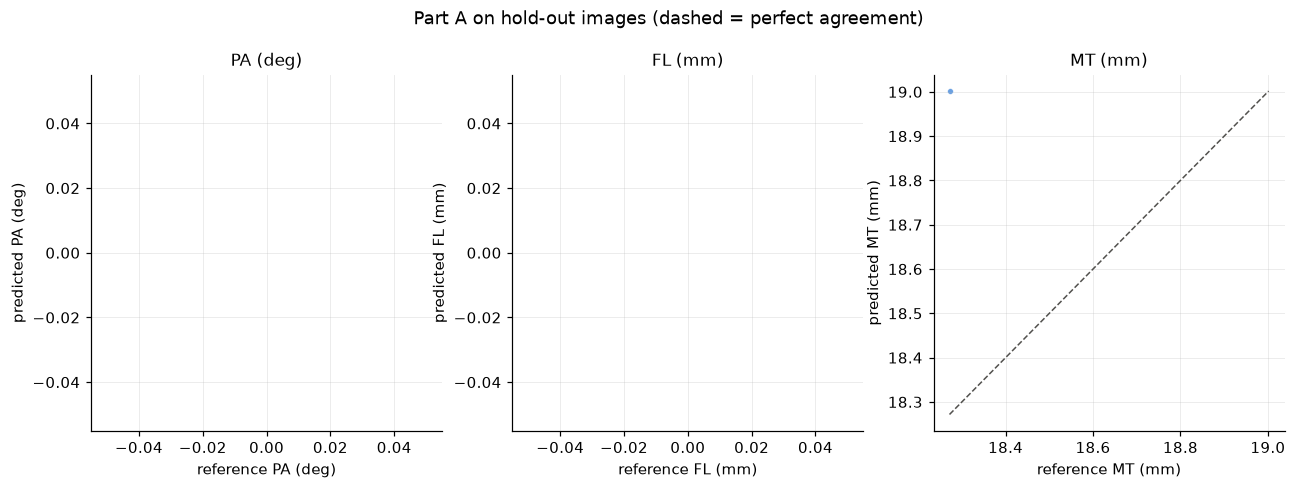 Part A on hold-out images (dashed = perfect agreement)
PA (deg)
predicted PA (deg)
0.04
0.02
0.00
−0.02
−0.04
−0.04 −0.02 0.00 0.02 0.04
reference PA (deg)
FL (mm)
predicted FL (mm)
0.04
0.02
0.00
−0.02
−0.04
−0.04 −0.02 0.00 0.02 0.04
reference FL (mm)
MT (mm)
predicted MT (mm)
19.0
18.9
18.8
18.7
18.6
18.5
18.4
18.3
18.4 18.6 18.8 19.0
reference MT (mm)